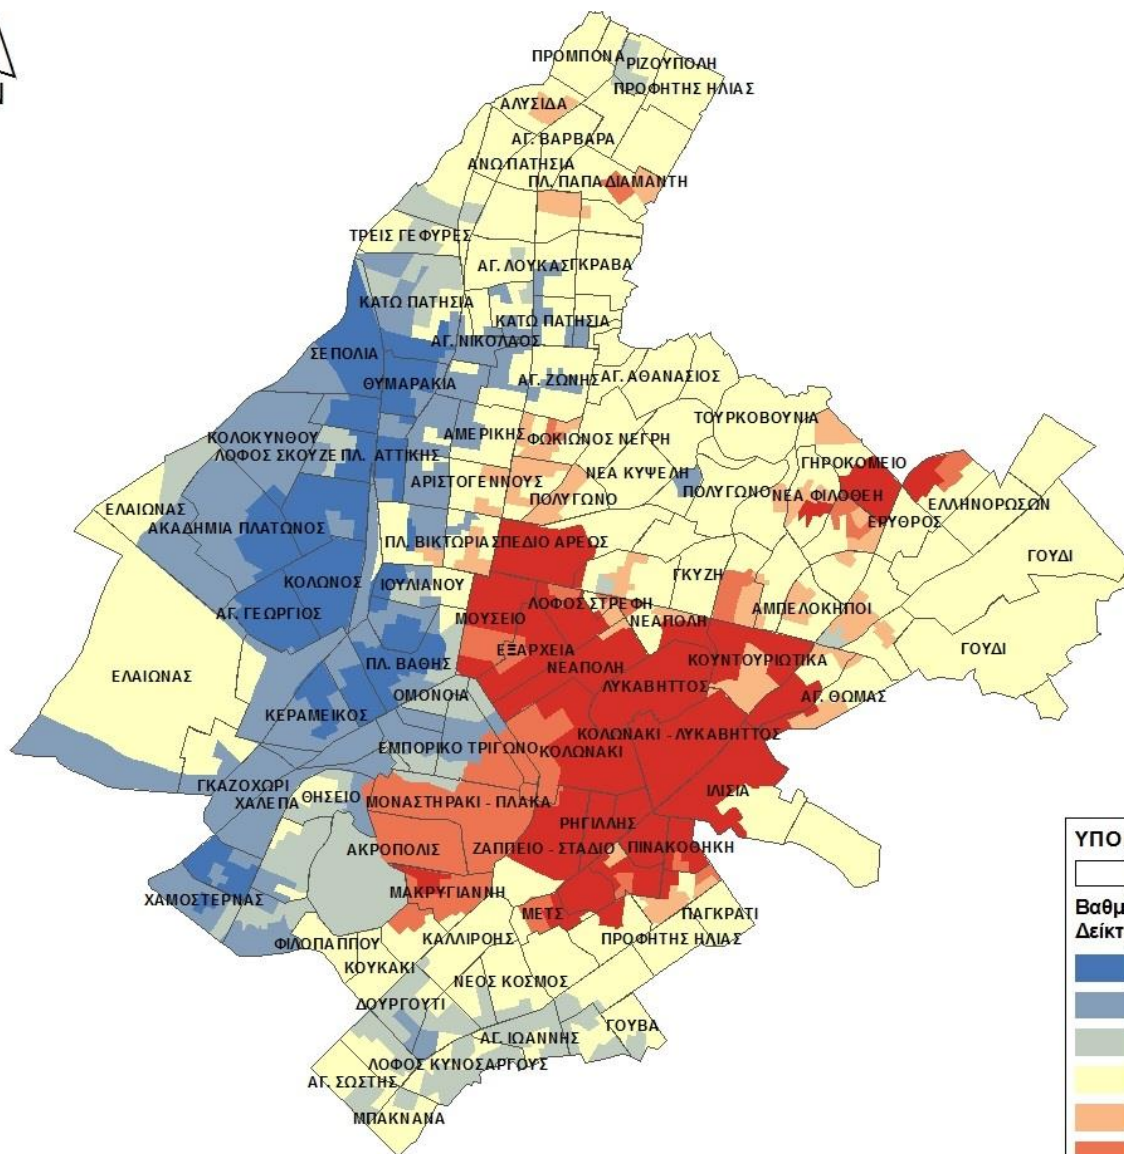 ΠΡΟΜΠΟΝΑ
ΡΙΖΟΥΠΟΛΗ
ΠΡΟΦΗΤΗΣ ΗΛΙΑΣ
ΑΛΥΣΙΔΑ
ΑΓ. ΒΑΡΒΑΡΑ
ΑΝΩ ΠΑΤΗΣΙΑ
ΠΛ. ΠΑΠΑΔΙΑΜΑΝΤΗ
ΤΡΕΙΣ ΓΕΦΥΡΕΣ
ΑΓ. ΛΟΥΚΑΣ
ΓΚΡΑΒΑ
ΚΑΤΩ ΠΑΤΗΣΙΑ
ΚΑΤΩ ΠΑΤΗΣΙΑ
ΑΓ. ΝΙΚΟΛΑΟΣ
ΣΕΠΟΛΙΑ
ΘΥΜΑΡΑΚΙΑ
ΑΓ. ΖΩΝΗΣ
ΑΓ. ΑΘΑΝΑΣΙΟΣ
ΤΟΥΡΚΟΒΟΥΝΙΑ
ΚΟΛΟΚΥΝΘΟΥ
ΑΜΕΡΙΚΗΣ
ΦΩΚΙΩΝΟΣ ΝΕΓΡΗ
ΛΟΦΟΣ ΣΚΟΥΖΕ
ΠΛ. ΑΤΤΙΚΗΣ
ΓΗΡΟΚΟΜΕΙΟ
ΝΕΑ ΚΥΨΕΛΗ
ΑΡΙΣΤΟΓΕΝΝΟΥΣ
ΠΟΛΥΓΩΝΟ
ΠΟΛΥΓΩΝΟ
ΝΕΑ ΦΙΛΟΘΕΗ
ΕΛΛΗΝΟΡΩΣΩΝ
ΕΛΑΙΩΝΑΣ
ΕΡΥΘΡΟΣ
ΑΚΑΔΗΜΙΑ ΠΛΑΤΩΝΟΣ
ΠΛ. ΒΙΚΤΩΡΙΑΣ
ΠΕΔΙΟ ΑΡΕΩΣ
ΓΟΥΔΙ
ΚΟΛΩΝΟΣ
ΙΟΥΛΙΑΝΟΥ
ΓΚΥΖΗ
ΛΟΦΟΣ ΣΤΡΕΦΗ
ΑΜΠΕΛΟΚΗΠΟΙ
ΑΓ. ΓΕΩΡΓΙΟΣ
ΜΟΥΣΕΙΟ
ΝΕΑΠΟΛΗ
ΕΞΑΡΧΕΙΑ
ΓΟΥΔΙ
ΠΛ. ΒΑΘΗΣ
ΝΕΑΠΟΛΗ
ΚΟΥΝΤΟΥΡΙΩΤΙΚΑ
ΕΛΑΙΩΝΑΣ
ΛΥΚΑΒΗΤΤΟΣ
ΟΜΟΝΟΙΑ
ΑΓ. ΘΩΜΑΣ
ΚΕΡΑΜΕΙΚΟΣ
ΚΟΛΩΝΑΚΙ - ΛΥΚΑΒΗΤΤΟΣ
ΕΜΠΟΡΙΚΟ ΤΡΙΓΩΝΟ
ΚΟΛΩΝΑΚΙ
ΓΚΑΖΟΧΩΡΙ
ΙΛΙΣΙΑ
ΘΗΣΕΙΟ
ΧΑΛΕΠΑ
ΜΟΝΑΣΤΗΡΑΚΙ - ΠΛΑΚΑ
ΡΗΓΙΛΛΗΣ
ΑΚΡΟΠΟΛΙΣ
ΖΑΠΠΕΙΟ - ΣΤΑΔΙΟ
ΠΙΝΑΚΟΘΗΚΗ
ΥΠΟ
ΜΑΚΡΥΓΙΑΝΝΗ
ΧΑΜΟΣΤΕΡΝΑΣ
ΜΕΤΣ
ΠΑΓΚΡΑΤΙ
Βαθμ
Δείκτ
ΦΙΛΟΠΑΠΠΟΥ
ΚΑΛΛΙΡΟΗΣ
ΠΡΟΦΗΤΗΣ ΗΛΙΑΣ
ΚΟΥΚΑΚΙ
ΝΕΟΣ ΚΟΣΜΟΣ
ΔΟΥΡΓΟΥΤΙ
ΓΟΥΒΑ
ΑΓ. ΙΩΑΝΝΗΣ
ΛΟΦΟΣ ΚΥΝΟΣΑΡΓΟΥΣ
ΑΓ. ΣΩΣΤΗΣ
ΜΠΑΚΝΑΝΑ